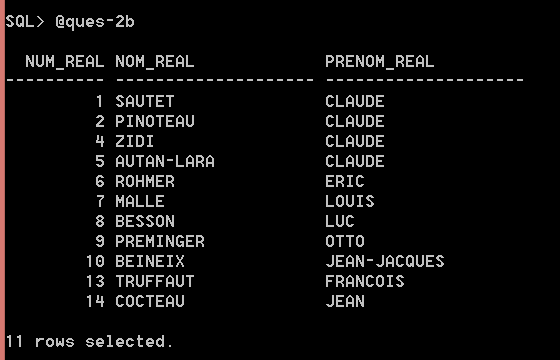 SQL> @ques-2b
NUM_REAL NOM_REAL PRENOM_REAL
---------- -------------------- --------------------
1 SAUTET CLAUDE
2 PINOTEAU CLAUDE
4 ZIDI CLAUDE
5 AUTAN-LARA CLAUDE
6 ROHMER ERIC
7 MALLE LOUIS
8 BESSON LUC
9 PREMINGER OTTO
10 BEINEIX JEAN-JACQUES
13 TRUFFAUT FRANCOIS
14 COCTEAU JEAN
11 rows selected.